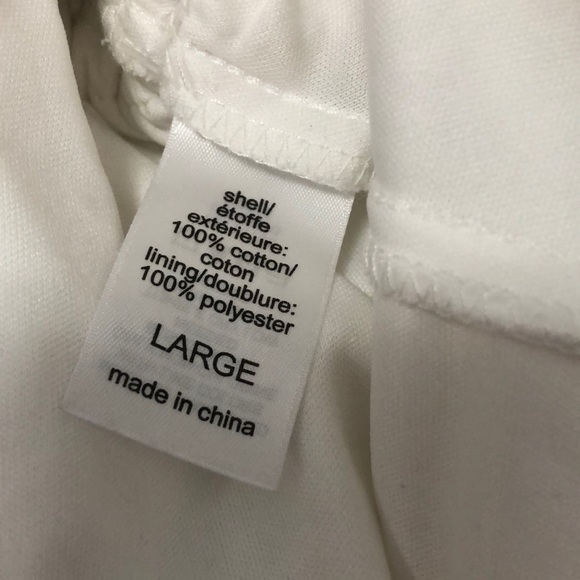 shell/
étoffe
extérieure:
100% cotton/
coton
lining/doublure:
100% polyester
LARGE
made in china